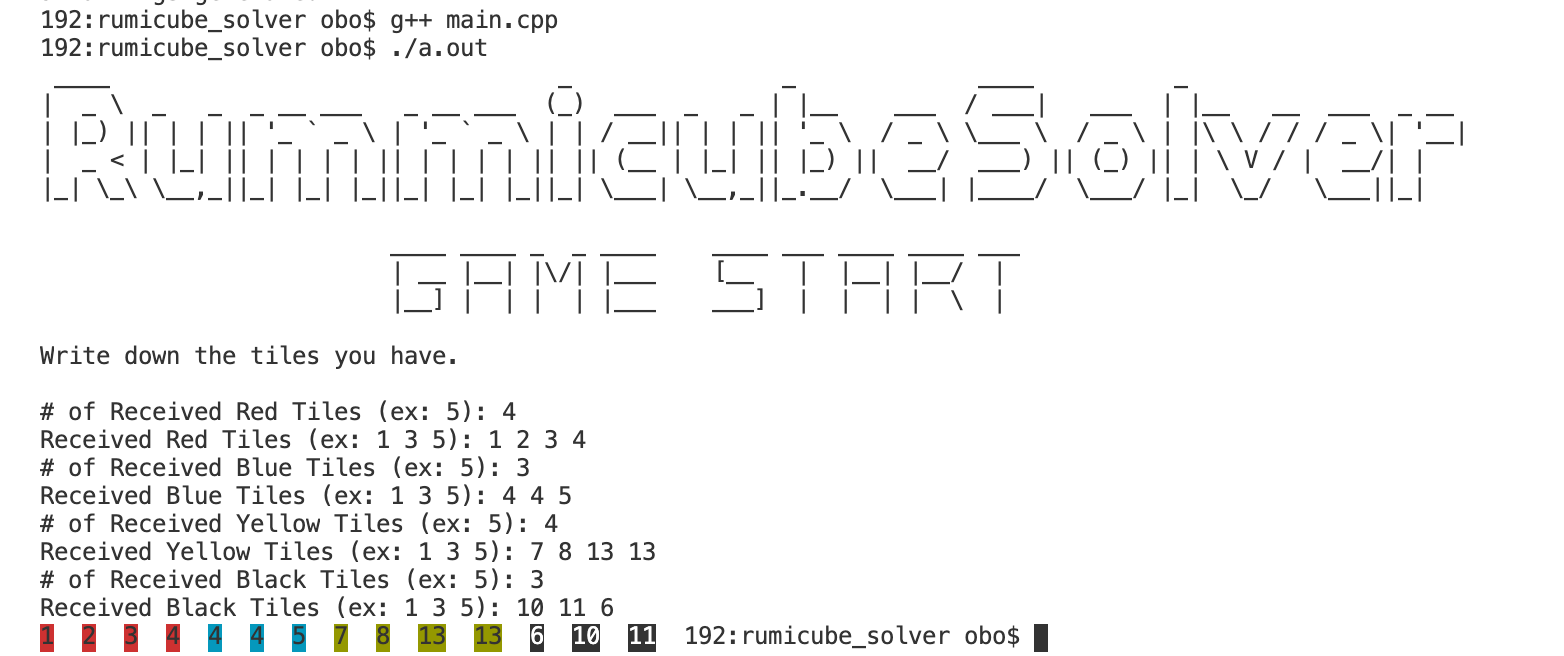 192:rumicube_solver obo$ g++ main.cpp
192:rumicube_solver obo$ ./a.out
RummicubeSolver
GAME START
Write down the tiles you have.
# of Received Red Tiles (ex: 5): 4
Received Red Tiles (ex: 1 3 5): 1 2 3 4
# of Received Blue Tiles (ex: 5): 3
Received Blue Tiles (ex: 1 3 5): 4 4 5
# of Received Yellow Tiles (ex: 5): 4
Received Yellow Tiles (ex: 1 3 5): 7 8 13 13
# of Received Black Tiles (ex: 5): 3
Received Black Tiles (ex: 1 3 5): 10 11 6
1 2 3 4 4 4 5 7 8 13 13 6 10 11 192:rumicube_solver obo$